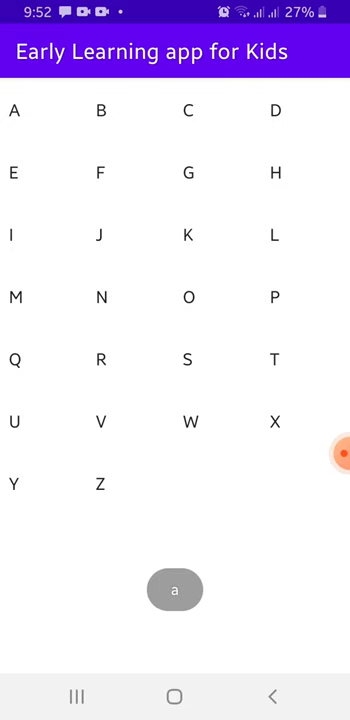 9:52 27%
Early Learning app for Kids
A B C D
E F G H
I J K L
M N O P
Q R S T
U V W X
Y Z
a